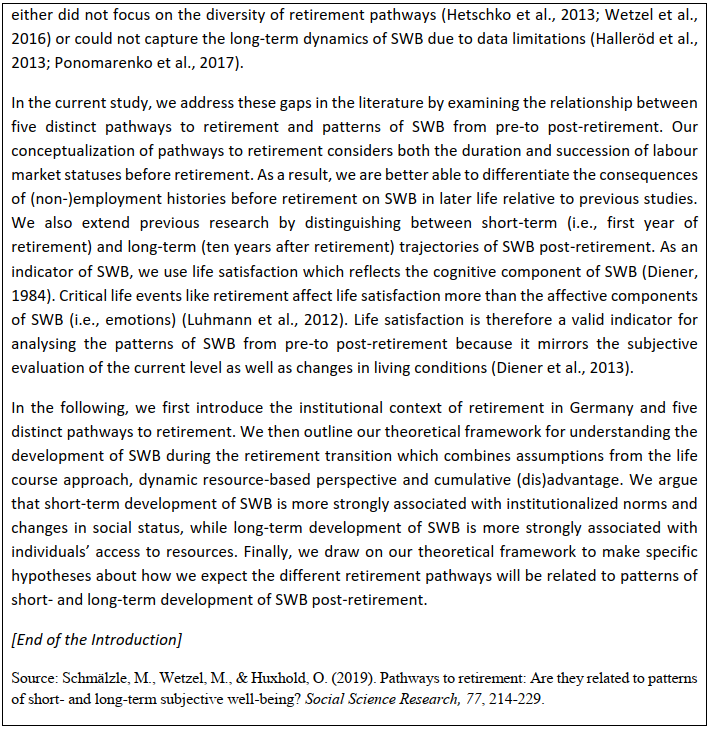 either did not focus on the diversity of retirement pathways (Hetschko et al., 2013; Wetzel et al.,
2016) or could not capture the long-term dynamics of SWB due to data limitations (Halleröd et al.,
2013; Ponomarenko et al., 2017).
In the current study, we address these gaps in the literature by examining the relationship between
five distinct pathways to retirement and patterns of SWB from pre-to post-retirement. Our
conceptualization of pathways to retirement considers both the duration and succession of labour
market statuses before retirement. As a result, we are better able to differentiate the consequences
of (non-)employment histories before retirement on SWB in later life relative to previous studies.
We also extend previous research by distinguishing between short-term (i.e., first year of
retirement) and long-term (ten years after retirement) trajectories of SWB post-retirement. As an
indicator of SWB, we use life satisfaction which reflects the cognitive component of SWB (Diener,
1984). Critical life events like retirement affect life satisfaction more than the affective components
of SWB (i.e., emotions) (Luhmann et al., 2012). Life satisfaction is therefore a valid indicator for
analysing the patterns of SWB from pre-to post-retirement because it mirrors the subjective
evaluation of the current level as well as changes in living conditions (Diener et al., 2013).
In the following, we first introduce the institutional context of retirement in Germany and five
distinct pathways to retirement. We then outline our theoretical framework for understanding the
development of SWB during the retirement transition which combines assumptions from the life
course approach, dynamic resource-based perspective and cumulative (dis)advantage. We argue
that short-term development of SWB is more strongly associated with institutionalized norms and
changes in social status, while long-term development of SWB is more strongly associated with
individuals’ access to resources. Finally, we draw on our theoretical framework to make specific
hypotheses about how we expect the different retirement pathways will be related to patterns of
short- and long-term development of SWB post-retirement.
[End of the Introduction]
Source: Schmälzle, M., Wetzel, M., & Huxhold, O. (2019). Pathways to retirement: Are they related to patterns
of short- and long-term subjective well-being? Social Science Research, 77, 214-229.